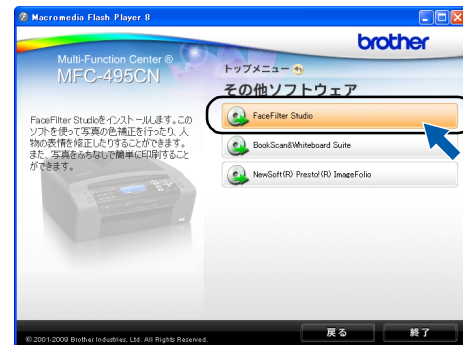 Macromedia Flash Player 8
brother
Multi-Function Center ®
MFC-495CN
トップメニュー
その他ソフトウェア
FaceFilter Studioをインストールします。この
ソフトを使って写真の色補正を行ったり、人
物の表情を修正したりすることができます。
また、写真をふちなしで簡単に印刷すること
ができます。
FaceFilter Studio
BookScan&Whiteboard Suite
NewSoft(R) Presto!(R) ImageFolio
© 2001-2009 Brother Industries, Ltd. All Rights Reserved.
戻る
終了